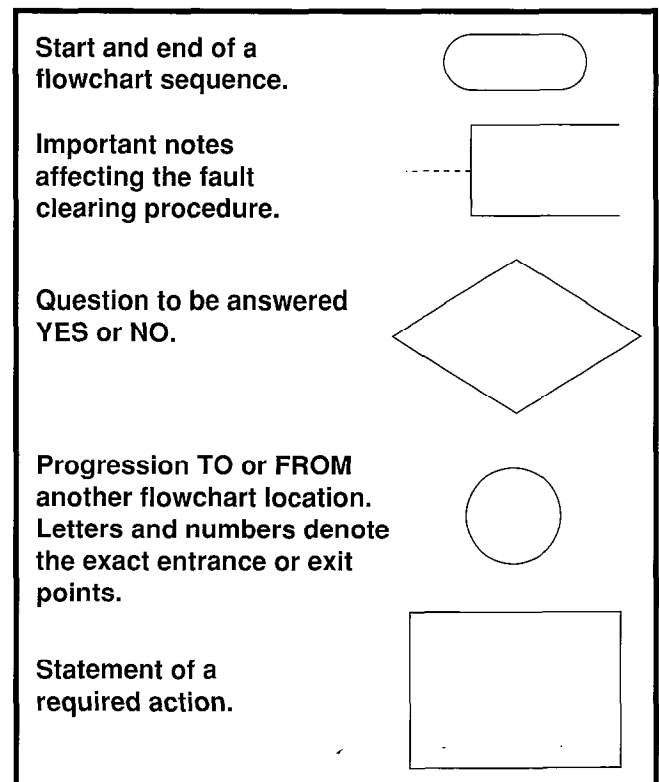 Start and end of a
flowchart sequence.
Important notes
affecting the fault
clearing procedure.
Question to be answered
YES or NO.
Progression TO or FROM
another flowchart location.
Letters and numbers denote
the exact entrance or exit
points.
Statement of a
required action.